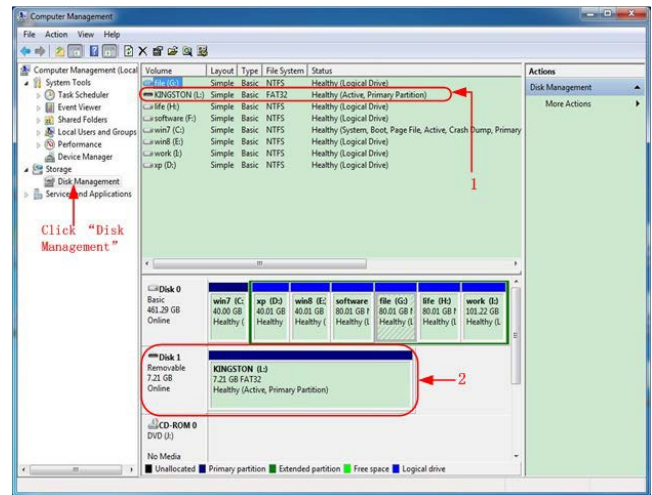 Computer Management
File Action View Help
Computer Management (Local
System Tools
Task Scheduler
Event Viewer
Shared Folders
Local Users and Groups
Performance
Device Manager
Storage
Disk Management
Services and Applications
Click “Disk
Management”
Volume Layout Type File System Status
file (G:) Simple Basic NTFS Healthy (Logical Drive)
KINGSTON (L:) Simple Basic FAT32 Healthy (Active, Primary Partition)
life (H:) Simple Basic NTFS Healthy (Logical Drive)
software (F:) Simple Basic NTFS Healthy (Logical Drive)
win7 (C:) Simple Basic NTFS Healthy (System, Boot, Page File, Active, Crash Dump, Primary
win8 (E:) Simple Basic NTFS Healthy (Logical Drive)
work (I:) Simple Basic NTFS Healthy (Logical Drive)
xp (D:) Simple Basic NTFS Healthy (Logical Drive)
1
Actions
Disk Management
More Actions
Disk 0
Basic
461.29 GB
Online
win7 (C:
40.00 GB
Healthy (
xp (D:)
40.01 GB
Healthy
win8 (E:
40.01 GB
Healthy (
software
80.01 GB
Healthy (L
file (G:)
80.01 GB
Healthy (L
life (H:)
80.01 GB
Healthy (L
work (I:)
101.22 GB
Healthy (L
Disk 1
Removable
7.21 GB
Online
KINGSTON (L:)
7.21 GB FAT32
Healthy (Active, Primary Partition)
2
CD-ROM 0
DVD (J:)
No Media
Unallocated Primary partition Extended partition Free space Logical drive